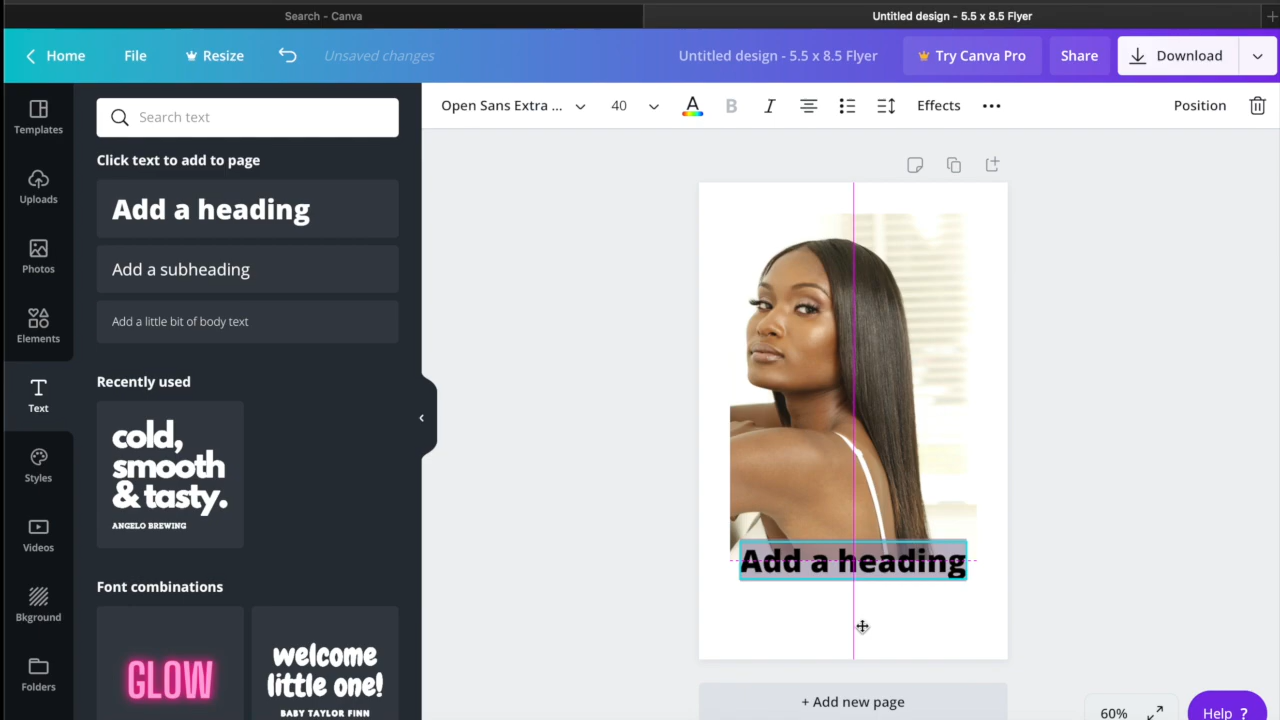 Search - Canva
Untitled design - 5.5 x 8.5 Flyer
Home
File
Resize
Unsaved changes
Untitled design - 5.5 x 8.5 Flyer
Try Canva Pro
Share
Download
Templates
Uploads
Photos
Elements
Text
Styles
Videos
Bkground
Folders
Search text
Click text to add to page
Add a heading
Add a subheading
Add a little bit of body text
Recently used
cold,
smooth
& tasty.
ANGELO BREWING
Font combinations
GLOW
welcome
little one!
BABY TAYLOR FINN
Open Sans Extra ...
40
A
B
I
Effects
Position
Add a heading
+ Add new page
60%
Help ?